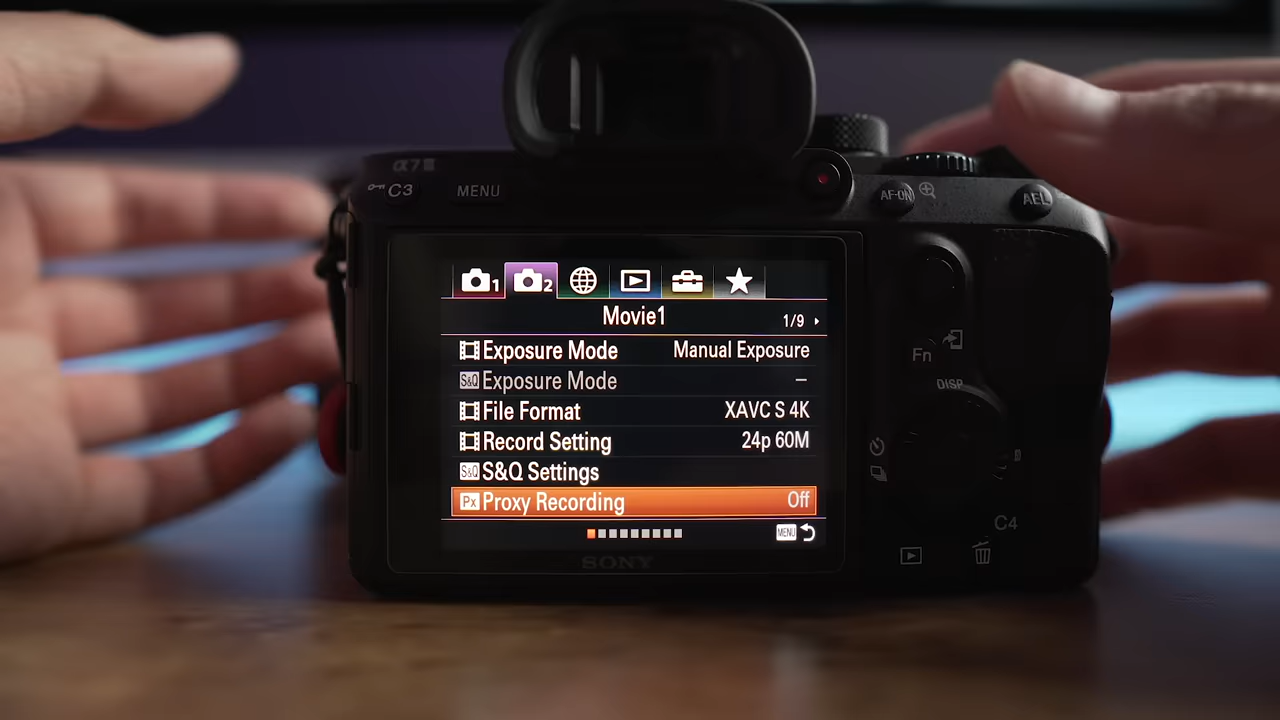 α7 III
C3 MENU
AF-ON AEL
1 2
Movie1 1/9
Exposure Mode Manual Exposure
S&Q Exposure Mode –
File Format XAVC S 4K
Record Setting 24p 60M
S&Q S&Q Settings
Px Proxy Recording Off
MENU
SONY
Fn
DISP
C4